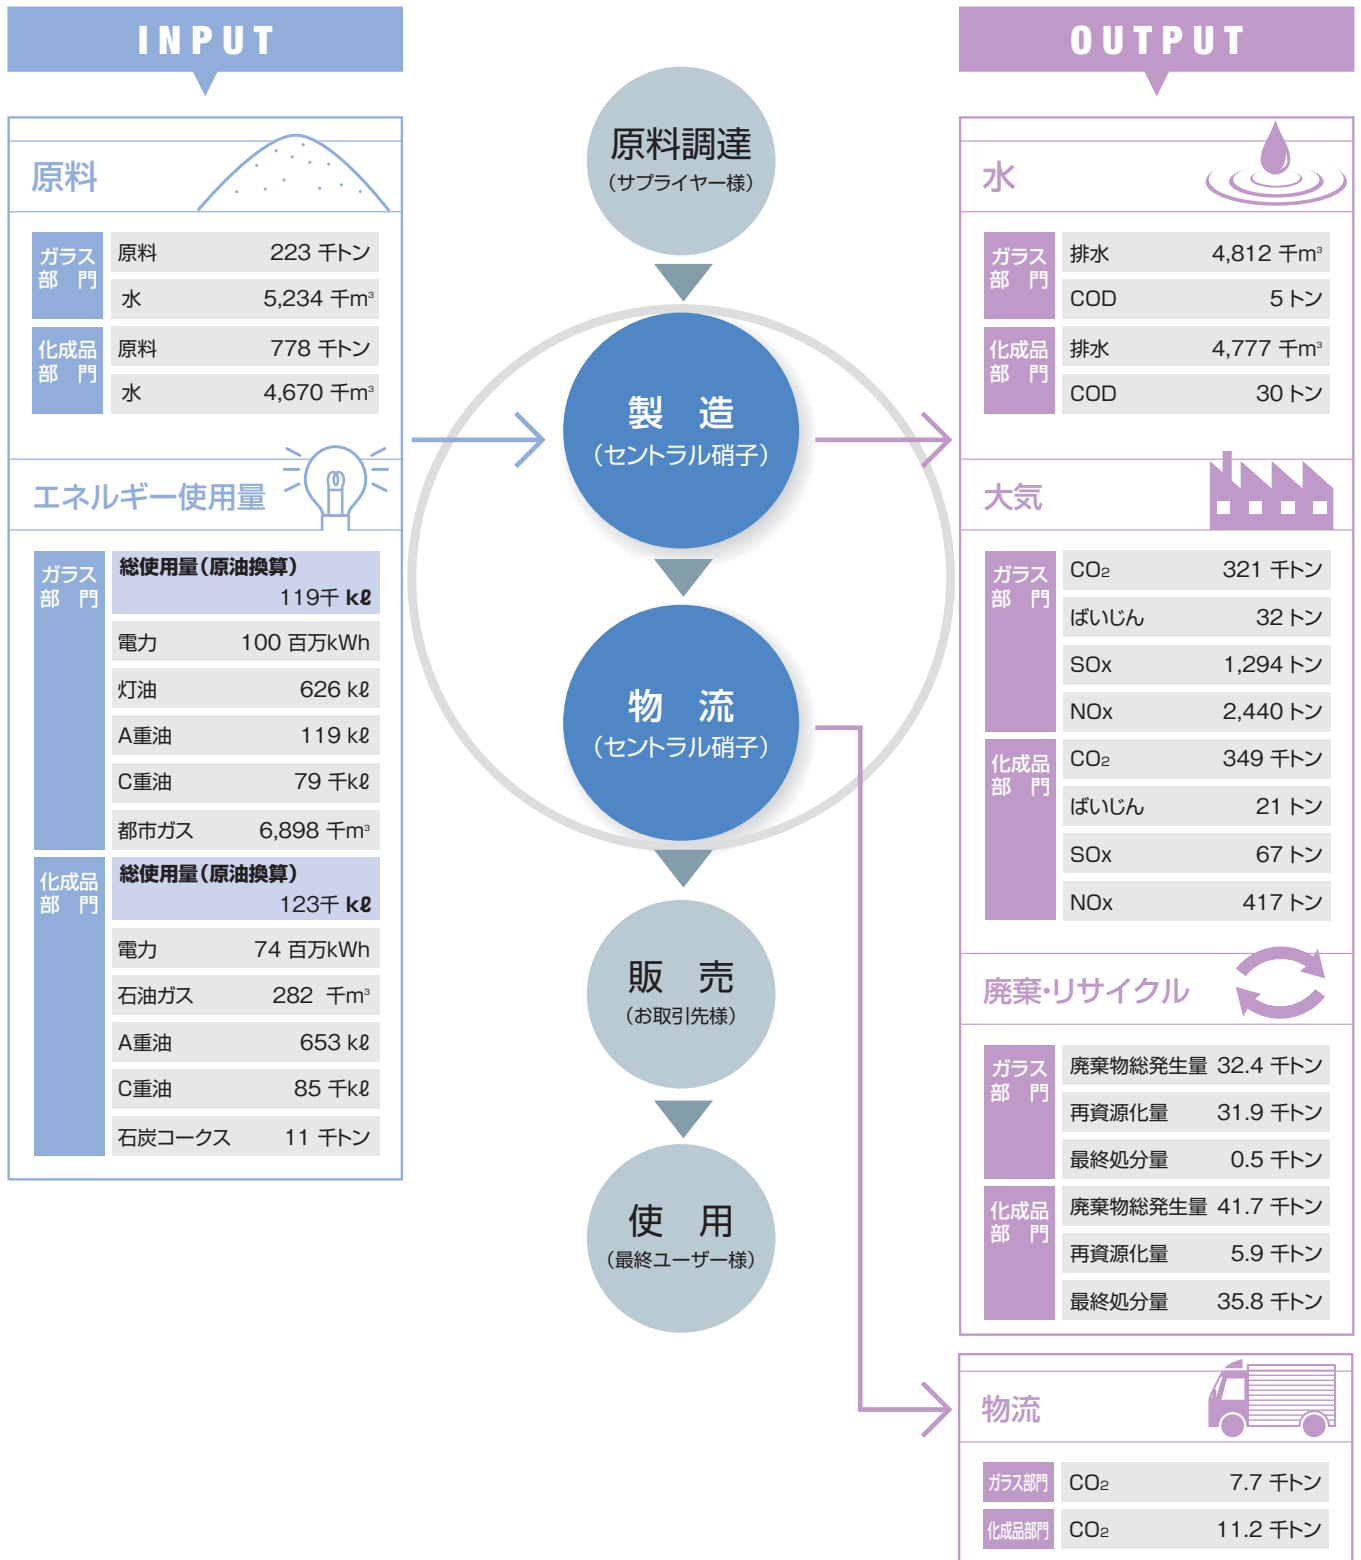 INPUT
原料
ガラス
部 門
原料 223 千トン
水 5,234 千m³
化成品
部 門
原料 778 千トン
水 4,670 千m³
エネルギー使用量
ガラス
部 門
総使用量（原油換算）
119千 kℓ
電力 100 百万kWh
灯油 626 kℓ
A重油 119 kℓ
C重油 79 千kℓ
都市ガス 6,898 千m³
化成品
部 門
総使用量（原油換算）
123千 kℓ
電力 74 百万kWh
石油ガス 282 千m³
A重油 653 kℓ
C重油 85 千kℓ
石炭コークス 11 千トン
原料調達
（サプライヤー様）
製 造
（セントラル硝子）
物 流
（セントラル硝子）
販 売
（お取引先様）
使 用
（最終ユーザー様）
OUTPUT
水
ガラス
部 門
排水 4,812 千m³
COD 5 トン
化成品
部 門
排水 4,777 千m³
COD 30 トン
大気
ガラス
部 門
CO₂ 321 千トン
ばいじん 32 トン
SOx 1,294 トン
NOx 2,440 トン
化成品
部 門
CO₂ 349 千トン
ばいじん 21 トン
SOx 67 トン
NOx 417 トン
廃棄・リサイクル
ガラス
部 門
廃棄物総発生量 32.4 千トン
再資源化量 31.9 千トン
最終処分量 0.5 千トン
化成品
部 門
廃棄物総発生量 41.7 千トン
再資源化量 5.9 千トン
最終処分量 35.8 千トン
物流
ガラス部門 CO₂ 7.7 千トン
化成品部門 CO₂ 11.2 千トン